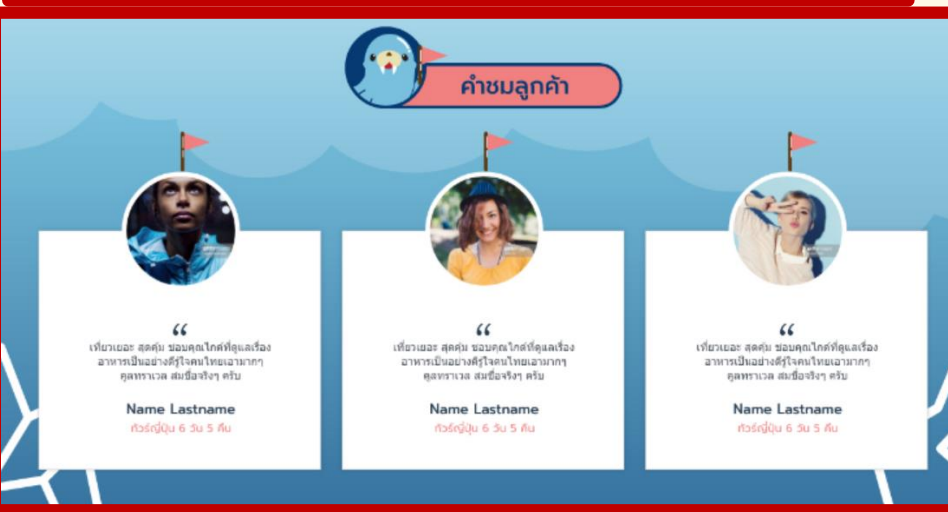 คำชมลูกค้า
“
เที่ยวเยอะ สุดคุ้ม ชอบคุณไกด์ที่ดูแลเรื่อง
อาหารเป็นอย่างดีรู้ใจคนไทยเอามากๆ
คูลทราเวล สมชื่อจริงๆ ครับ
Name Lastname
ทัวร์ญี่ปุ่น 6 วัน 5 คืน
“
เที่ยวเยอะ สุดคุ้ม ชอบคุณไกด์ที่ดูแลเรื่อง
อาหารเป็นอย่างดีรู้ใจคนไทยเอามากๆ
คูลทราเวล สมชื่อจริงๆ ครับ
Name Lastname
ทัวร์ญี่ปุ่น 6 วัน 5 คืน
“
เที่ยวเยอะ สุดคุ้ม ชอบคุณไกด์ที่ดูแลเรื่อง
อาหารเป็นอย่างดีรู้ใจคนไทยเอามากๆ
คูลทราเวล สมชื่อจริงๆ ครับ
Name Lastname
ทัวร์ญี่ปุ่น 6 วัน 5 คืน